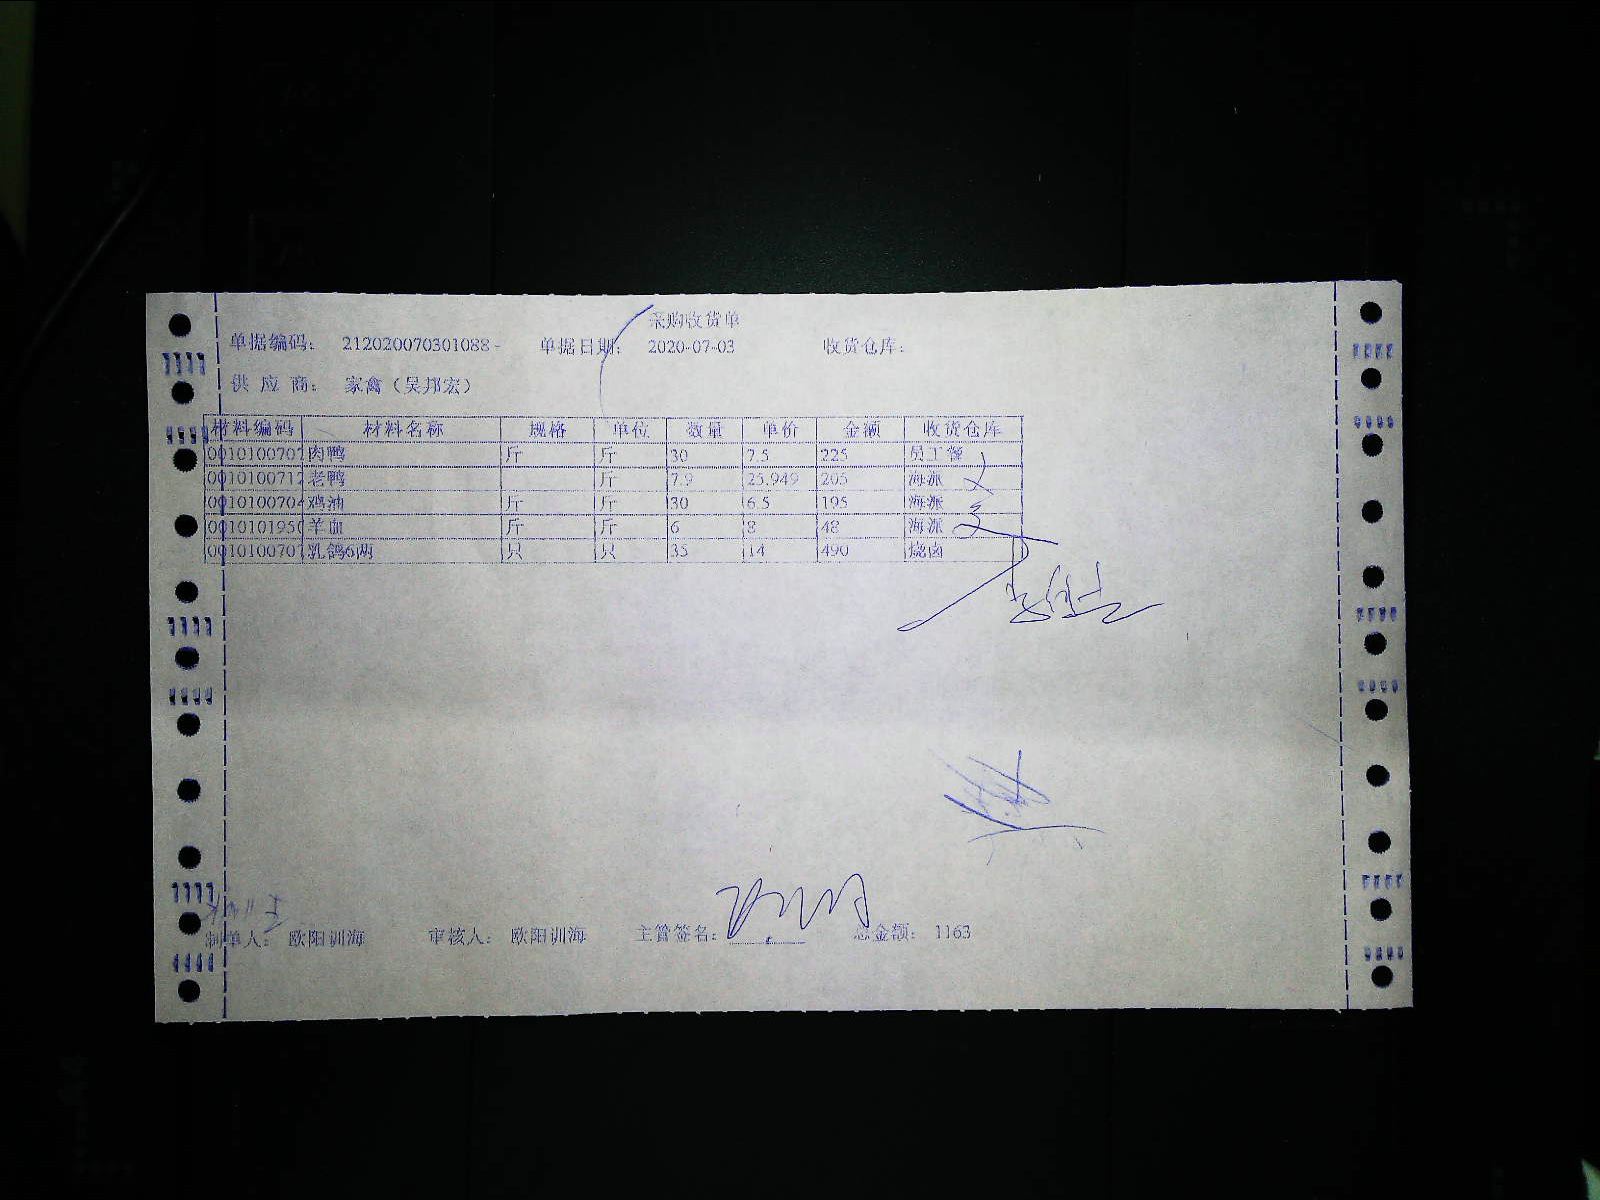 采购收货单
单据编码: 212020070301088- 单据日期: 2020-07-03 收货仓库:
供 应 商: 家禽（吴邦宏）
材料编码 材料名称 规格 单位 数量 单价 金额 收货仓库
0010100707 肉鸭 斤 斤 30 7.5 225 员工餐
0010100712 老鸭 斤 7.9 25.949 205 海派
0010100704 鸡油 斤 斤 30 6.5 195 海派
0010101950 羊血 斤 斤 6 8 48 海派
0010100707 乳鸽6两 只 只 35 14 490 烧卤
制单人: 欧阳训海 审核人: 欧阳训海 主管签名: 总金额: 1163